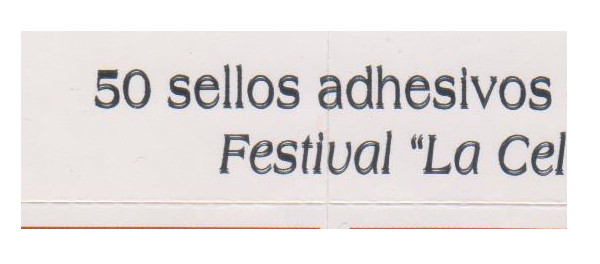 50 sellos adhesivos
Festival “La Cel